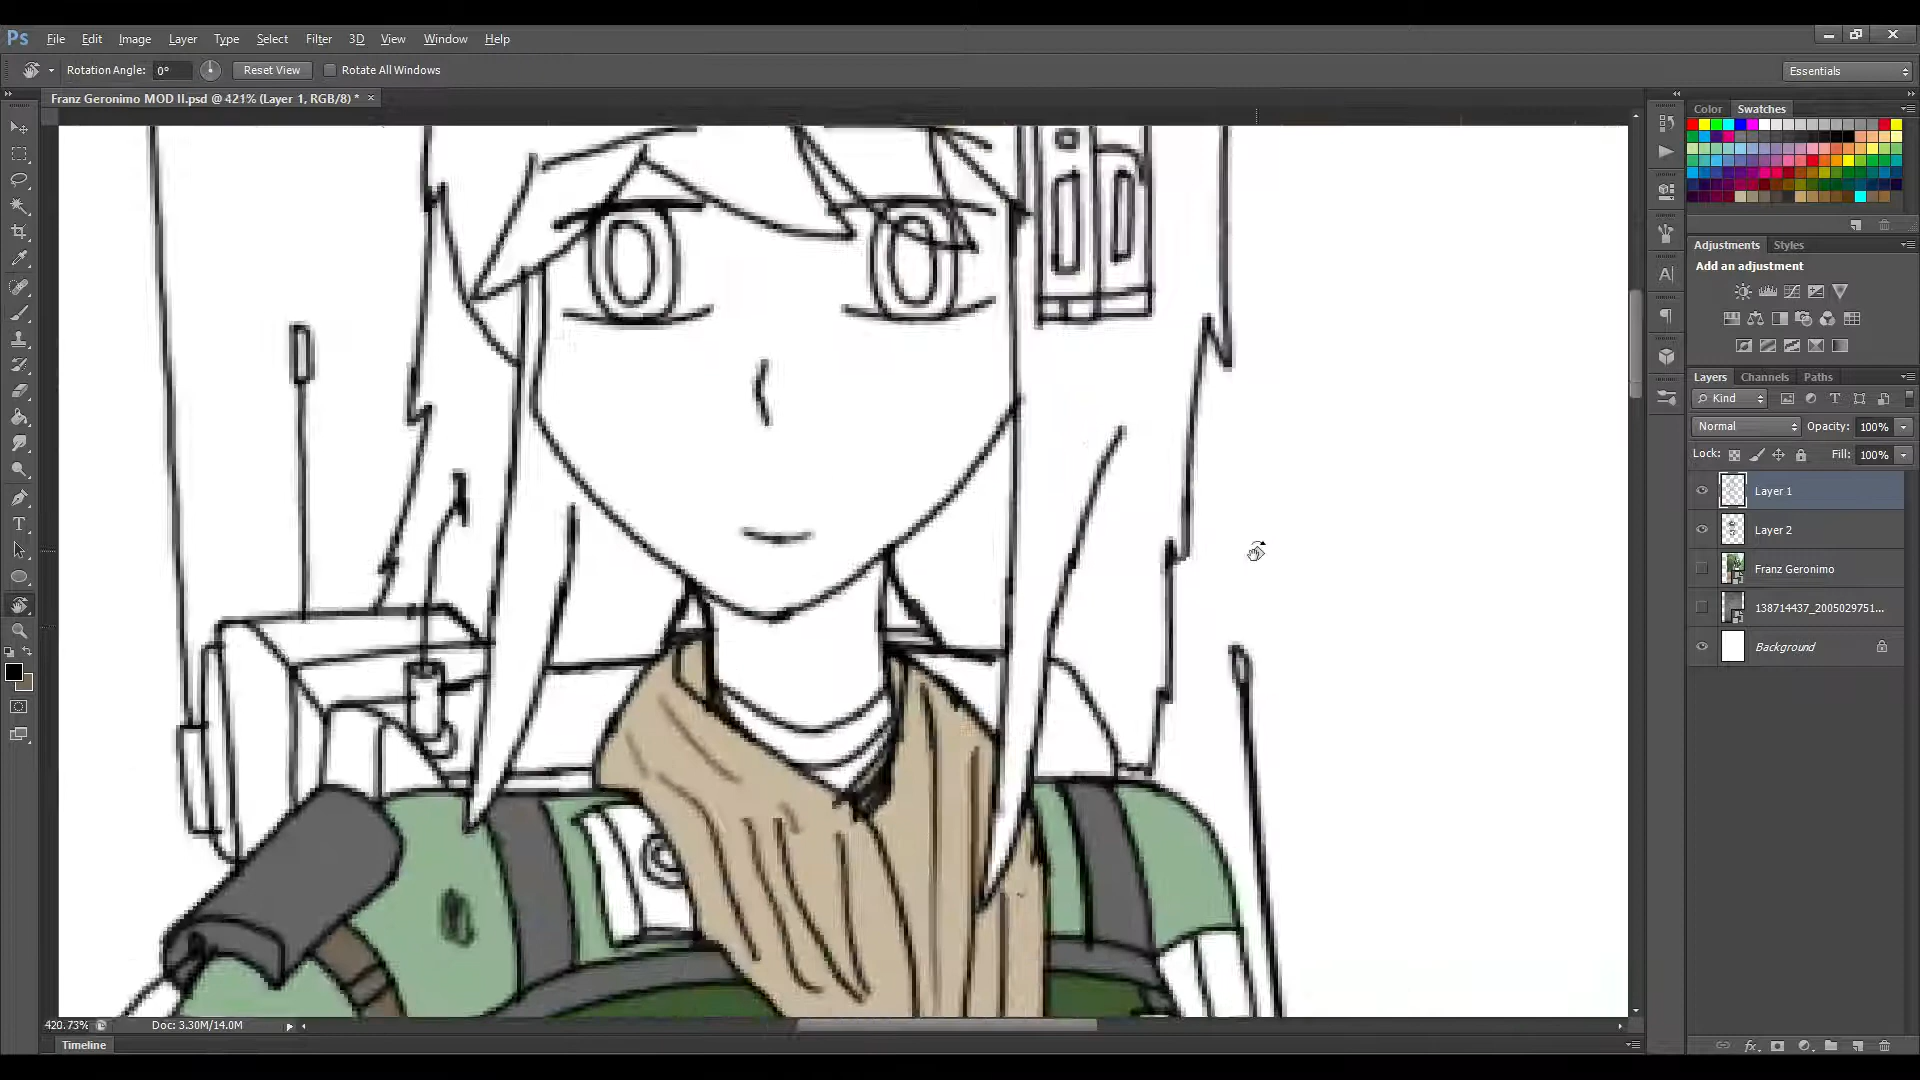 Ps File Edit Image Layer Type Select Filter 3D View Window Help
Rotation Angle: 0° Reset View Rotate All Windows Essentials
Franz Geronimo MOD II.psd @ 421% (Layer 1, RGB/8) * ×
Color Swatches
Adjustments Styles
Add an adjustment
Layers Channels Paths
Kind
Normal Opacity: 100%
Lock: Fill: 100%
Layer 1
Layer 2
Franz Geronimo
138714437_2005029751...
Background
420.73% Doc: 3.30M/14.0M
Timeline